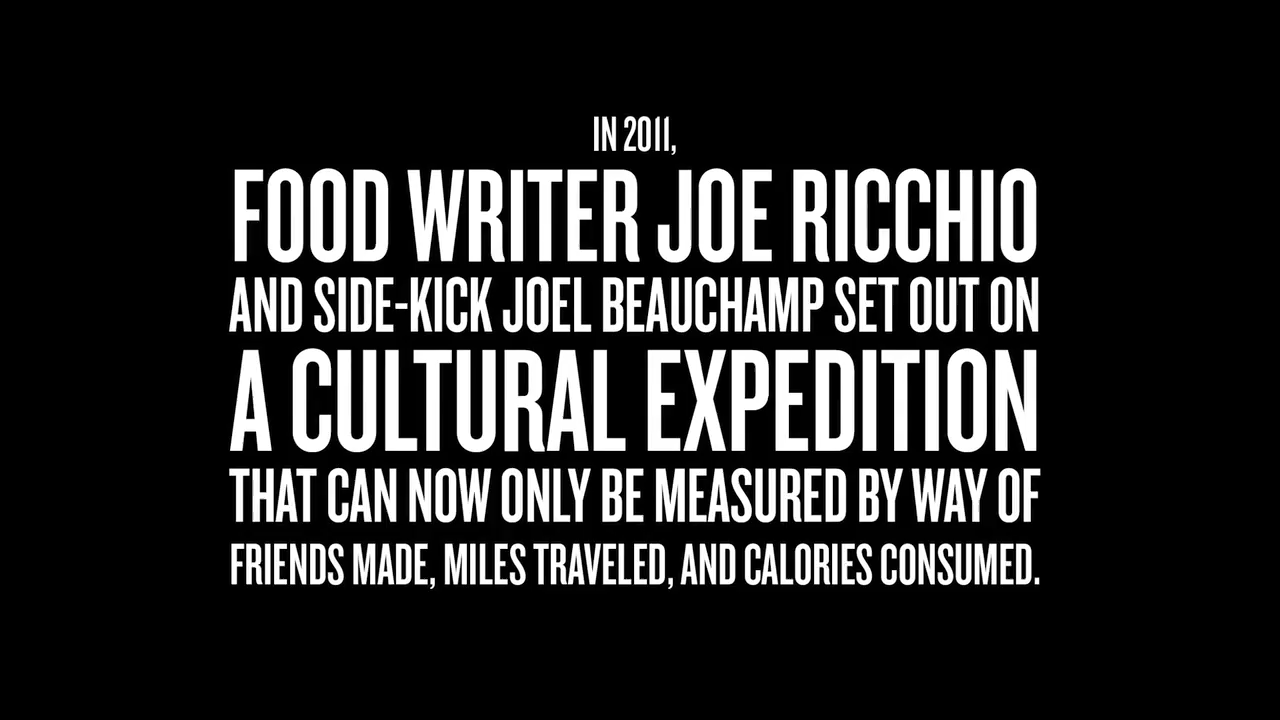 IN 2011,
FOOD WRITER JOE RICCHIO
AND SIDE-KICK JOEL BEAUCHAMP SET OUT ON
A CULTURAL EXPEDITION
THAT CAN NOW ONLY BE MEASURED BY WAY OF
FRIENDS MADE, MILES TRAVELED, AND CALORIES CONSUMED.